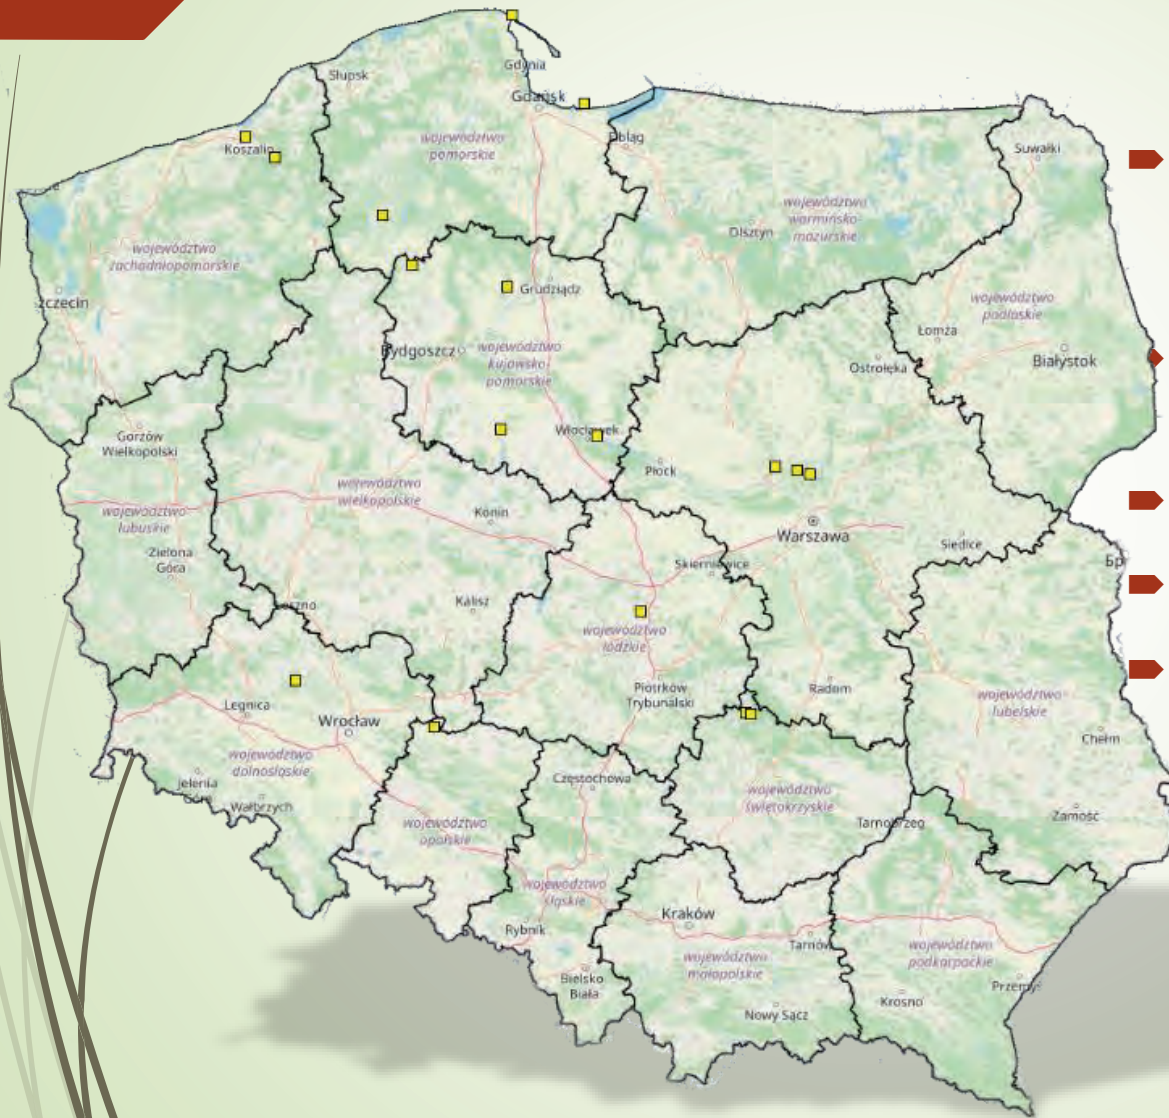 Gdynia
Słupsk
Gdańsk
Elbląg
Koszalin
województwo
pomorskie
Suwałki
województwo
warmińsko-
mazurskie
Olsztyn
województwo
zachodniopomorskie
Grudziądz
województwo
podlaskie
Łomża
Białystok
Bydgoszcz
województwo
kujawsko-
pomorskie
Ostrołęka
Gorzów
Wielkopolski
Włocławek
Płock
województwo
wielkopolskie
województwo
lubuskie
Konin
Warszawa
Siedlce
Zielona
Góra
Skierniewice
Бр
Kalisz
województwo
łódzkie
Piotrków
Trybunalski
Radom
województwo
lubelskie
Legnica
Wrocław
Chełm
województwo
dolnośląskie
Jelenia
Góra
Wałbrzych
Częstochowa
województwo
świętokrzyskie
województwo
opolskie
Tarnobrzeg
Zamość
województwo
śląskie
Kraków
Rybnik
Tarnów
województwo
małopolskie
województwo
podkarpackie
Bielsko
Biała
Przemyś
Krosno
Nowy Sącz